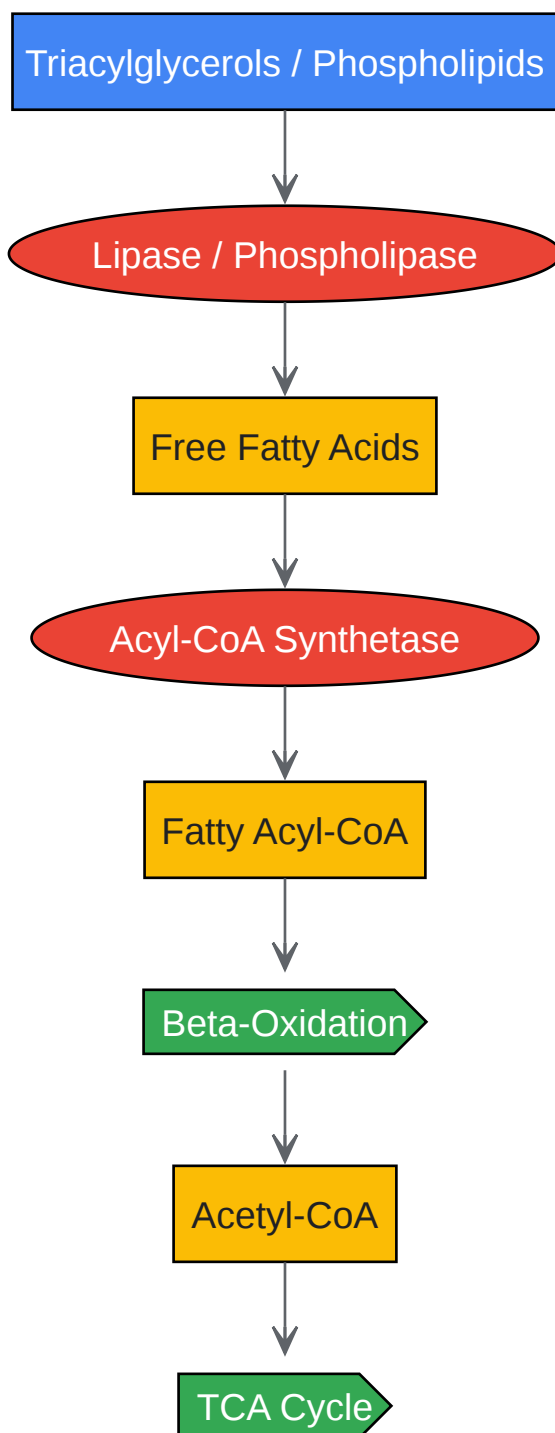 Triacylglycerols / Phospholipids
Lipase / Phospholipase
Free Fatty Acids
Acyl-CoA Synthetase
Fatty Acyl-CoA
Beta-Oxidation
Acetyl-CoA
TCA Cycle